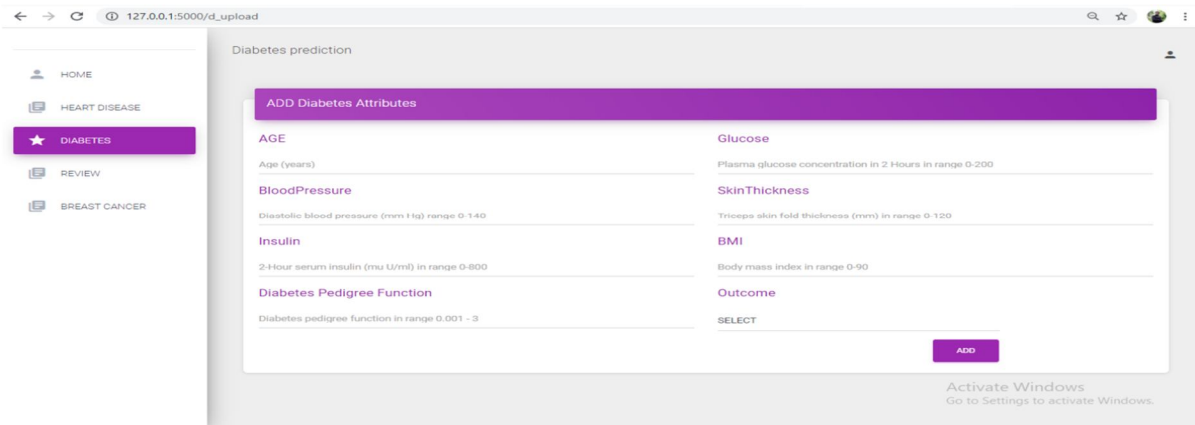 127.0.0.1:5000/d_upload
Diabetes prediction
HOME
HEART DISEASE
DIABETES
REVIEW
BREAST CANCER
ADD Diabetes Attributes
AGE
Age (years)
Glucose
Plasma glucose concentration in 2 Hours in range 0-200
BloodPressure
Diastolic blood pressure (mm Hg) range 0-140
SkinThickness
Triceps skin fold thickness (mm) in range 0-120
Insulin
2-Hour serum insulin (mu U/ml) in range 0-800
BMI
Body mass index in range 0-90
Diabetes Pedigree Function
Diabetes pedigree function in range 0.001 - 3
Outcome
SELECT
ADD
Activate Windows
Go to Settings to activate Windows.